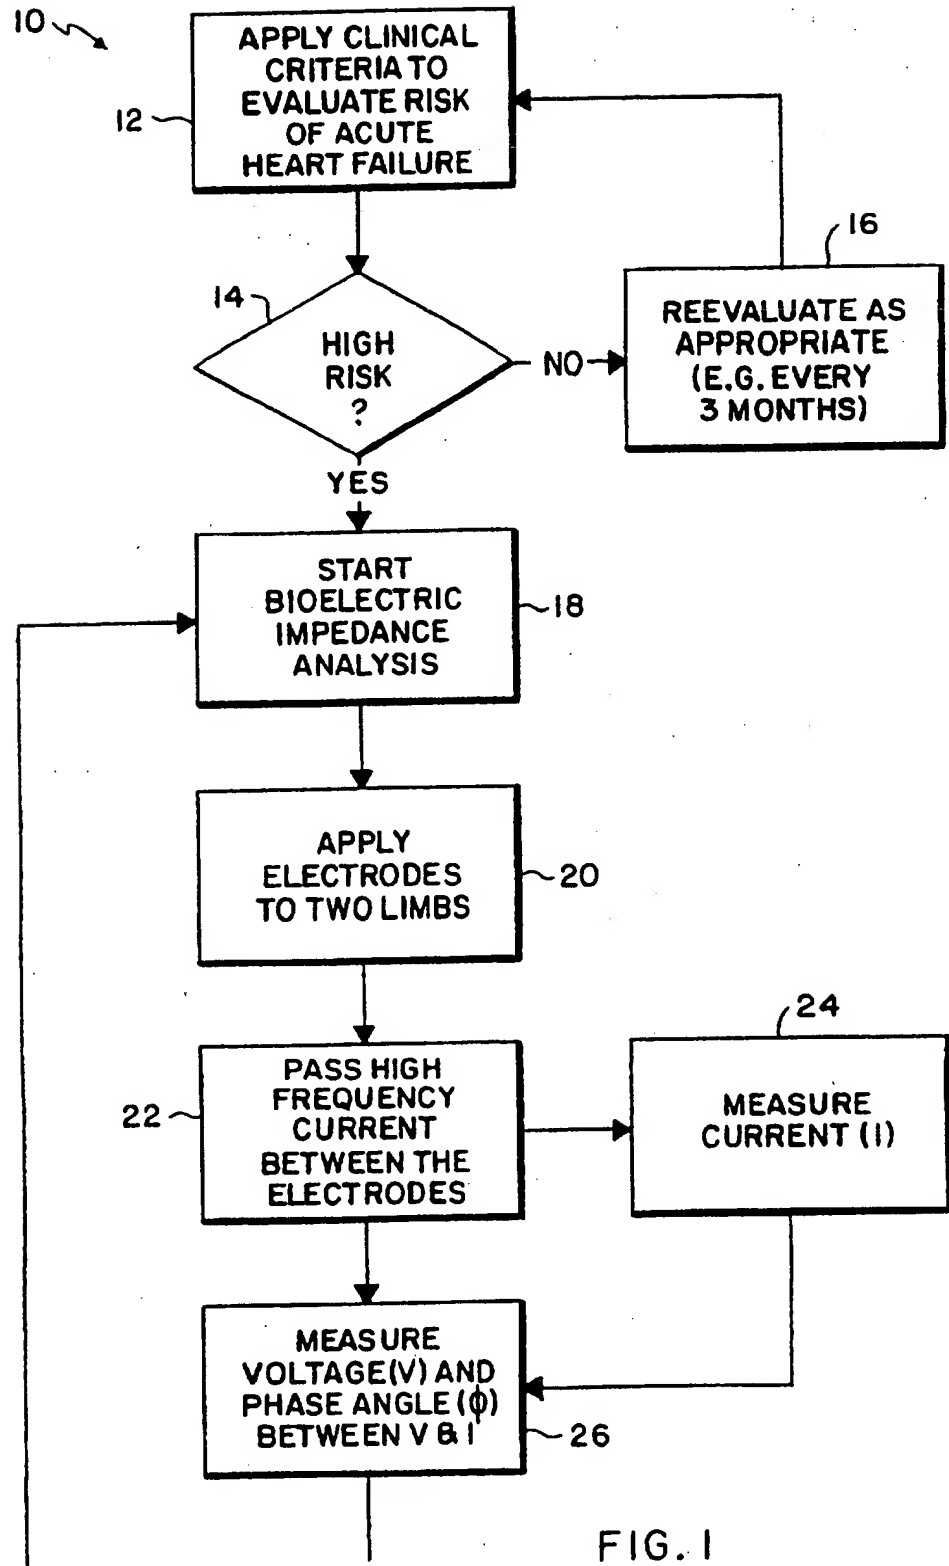 10
APPLY CLINICAL
CRITERIA TO
EVALUATE RISK
OF ACUTE
HEART FAILURE
12
16
14
HIGH
RISK
?
NO
REEVALUATE AS
APPROPRIATE
(E.G. EVERY
3 MONTHS)
YES
START
BIOELECTRIC
IMPEDANCE
ANALYSIS
18
APPLY
ELECTRODES
TO TWO LIMBS
20
24
PASS HIGH
FREQUENCY
CURRENT
BETWEEN THE
ELECTRODES
22
MEASURE
CURRENT (I)
MEASURE
VOLTAGE(V) AND
PHASE ANGLE (ϕ)
BETWEEN V & I
26
FIG. I